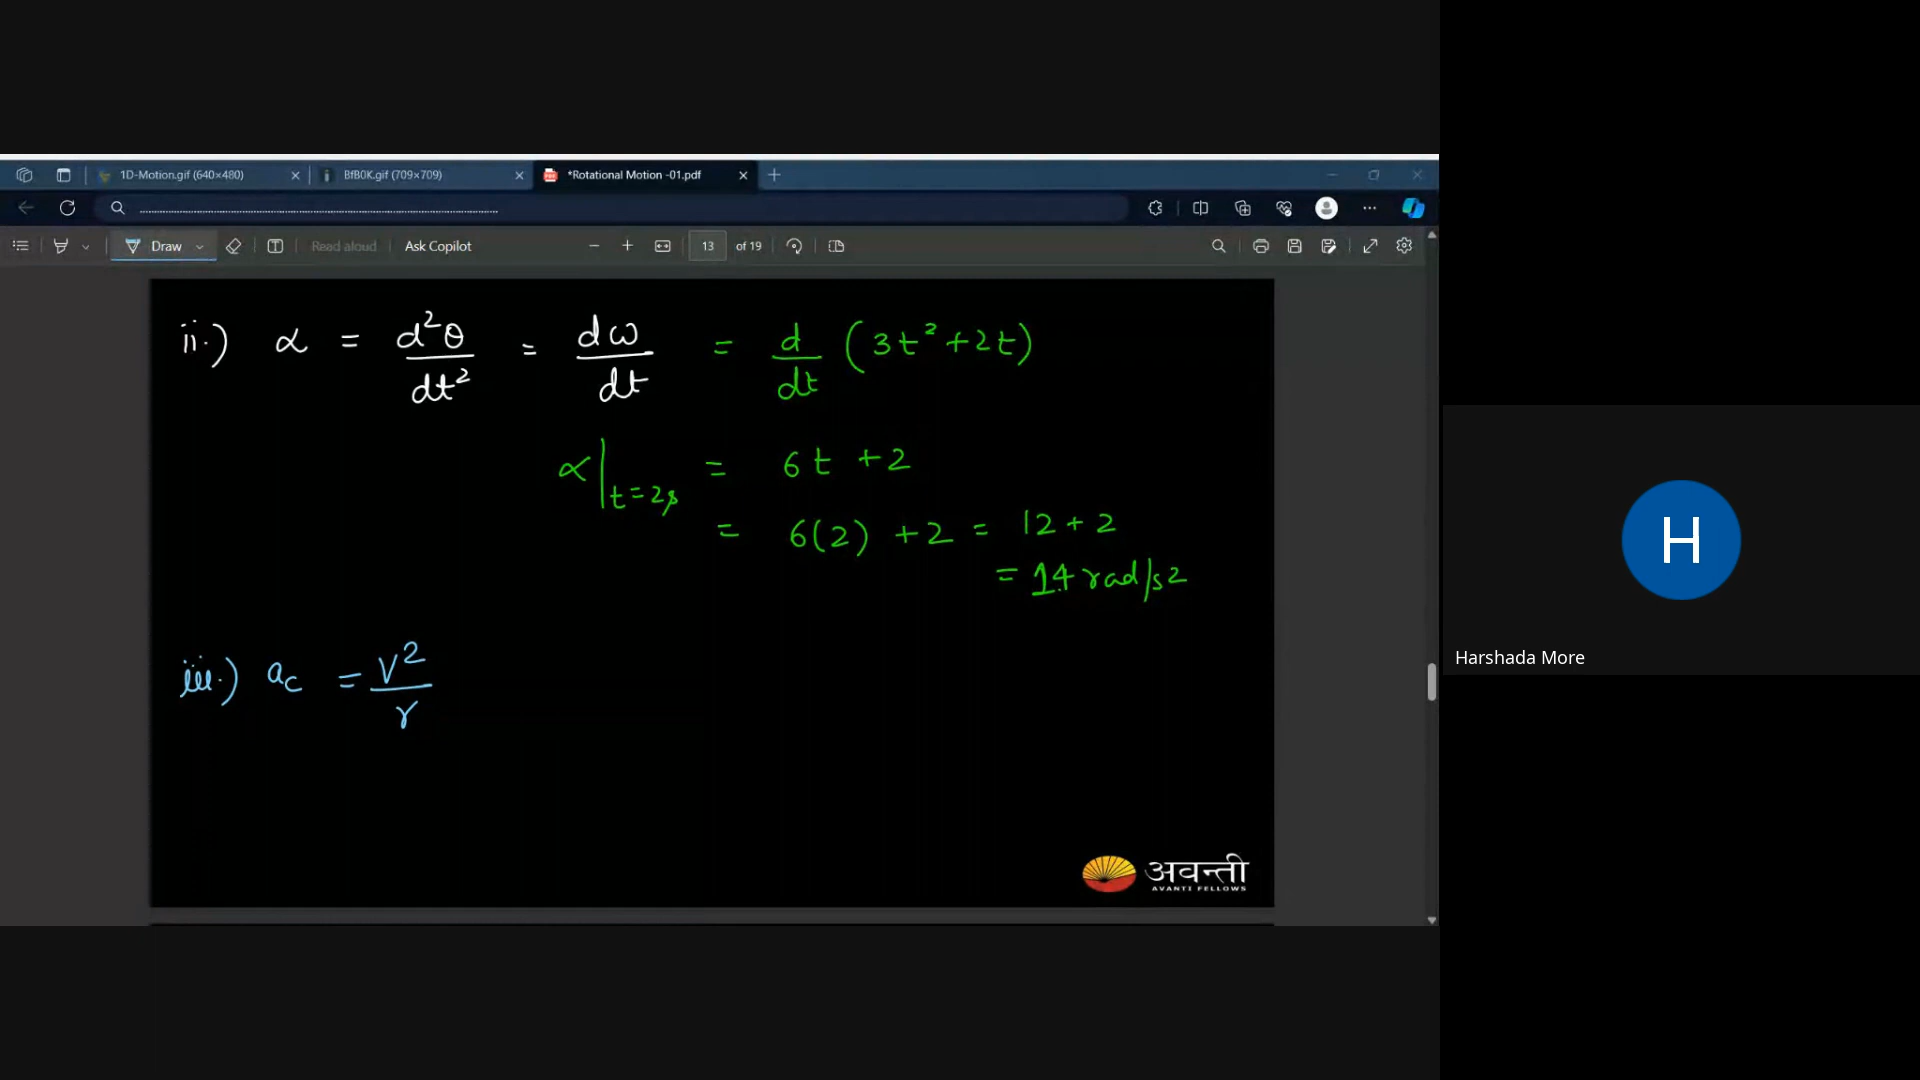 1D-Motion.gif (640×480)
BfB0K.gif (709×709)
*Rotational Motion -01.pdf
Draw
Read aloud
Ask Copilot
13 of 19
ii.) α = d²θ/dt² = dω/dt = d/dt (3t² + 2t)
α|t=2s = 6t + 2
= 6(2) + 2 = 12 + 2
= 14 rad/s2
iii.) ac = v²/r
अवन्ती
AVANTI FELLOWS
H
Harshada More